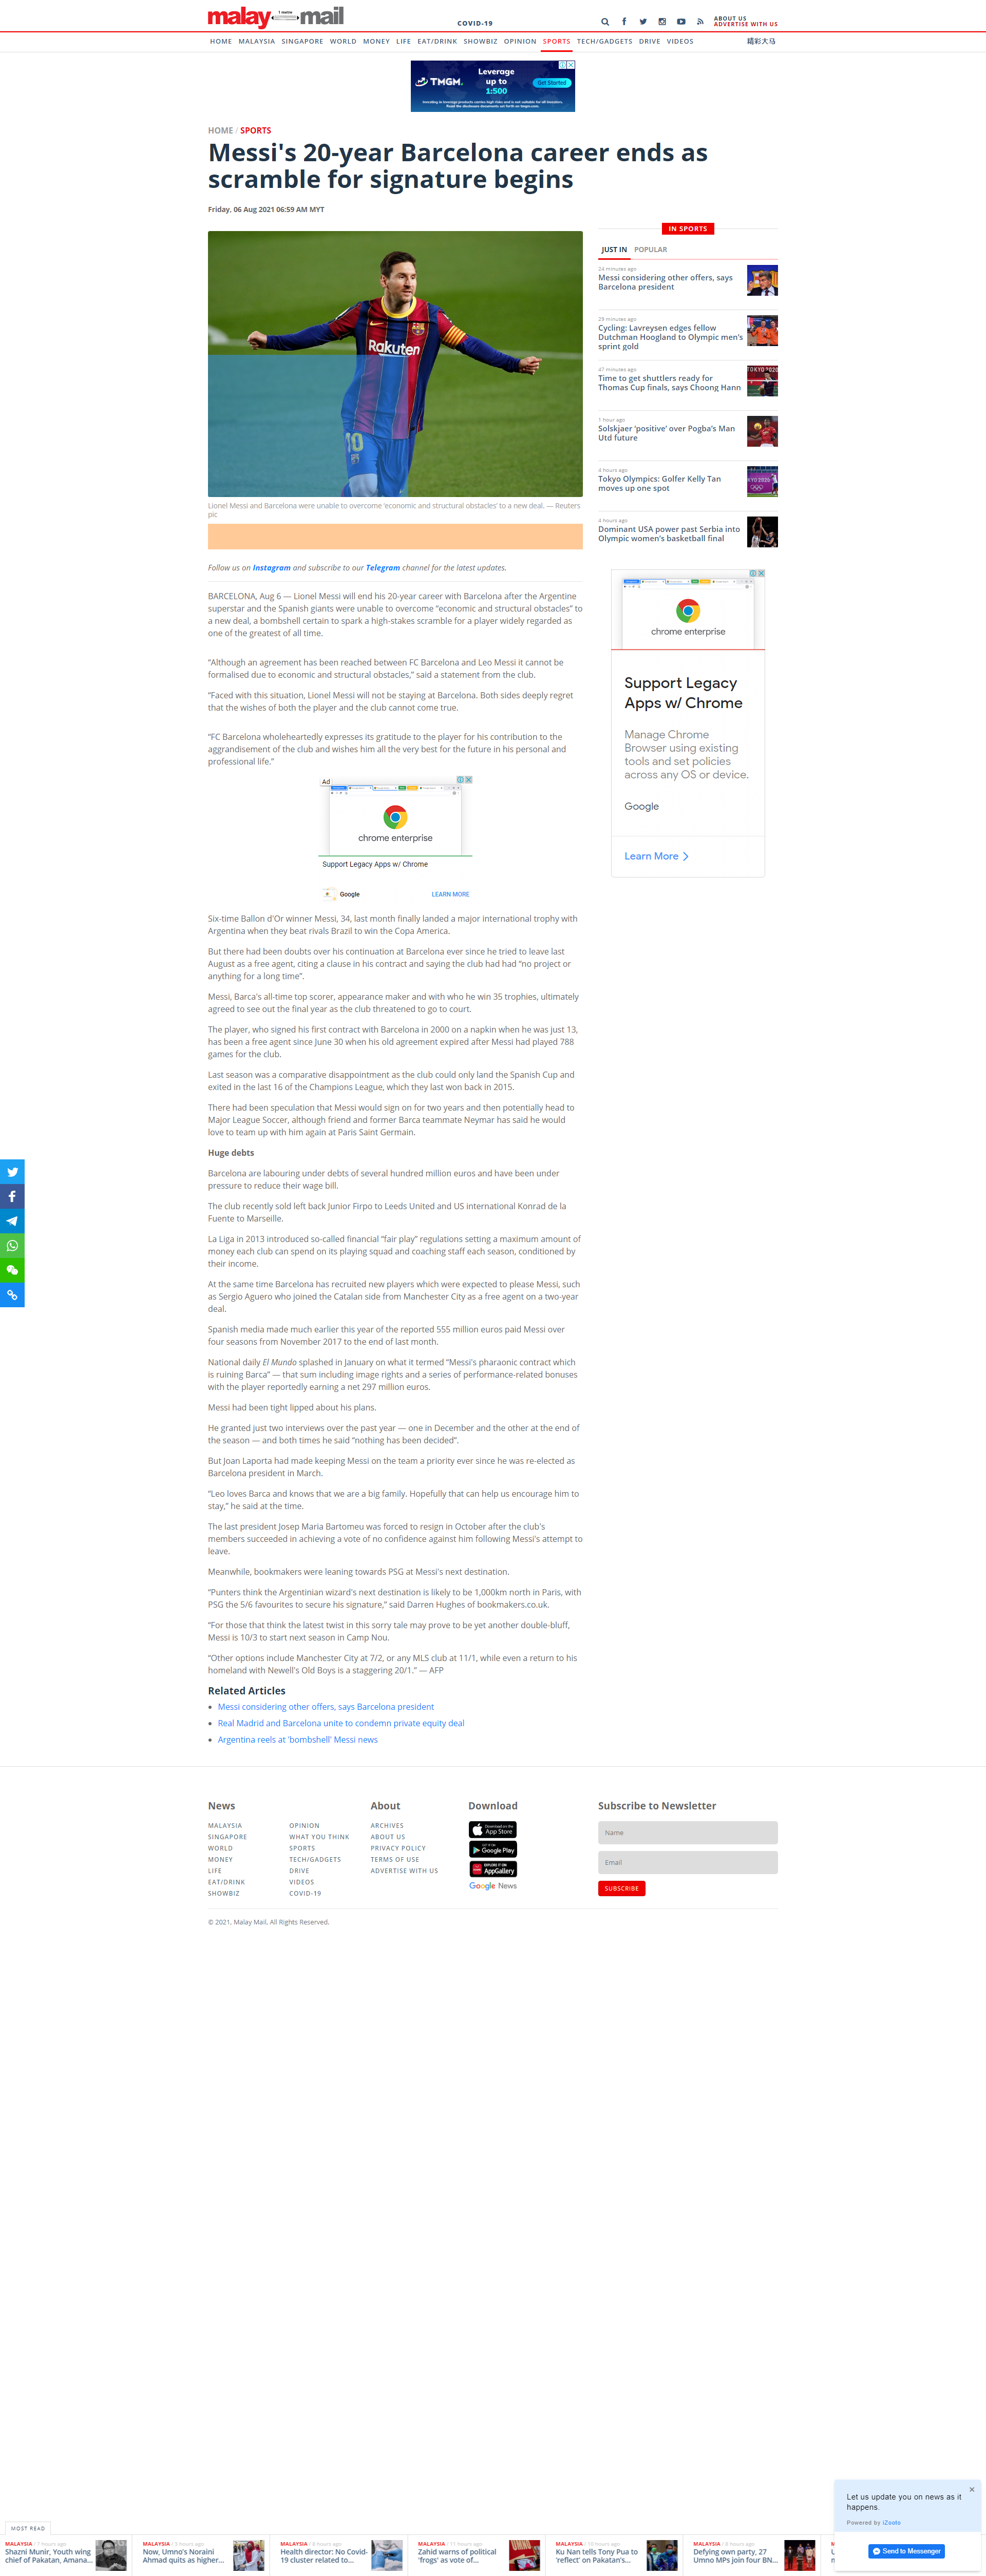 malay mail
COVID-19
ABOUT US
ADVERTISE WITH US
HOME MALAYSIA SINGAPORE WORLD MONEY LIFE EAT/DRINK SHOWBIZ OPINION SPORTS TECH/GADGETS DRIVE VIDEOS 精彩大马
TMGM
Leverage
up to
1:500
Get Started
HOME / SPORTS
Messi's 20-year Barcelona career ends as
scramble for signature begins
Friday, 06 Aug 2021 06:59 AM MYT
Rakuten
10
Lionel Messi and Barcelona were unable to overcome ‘economic and structural obstacles’ to a new deal. — Reuters
pic
Follow us on Instagram and subscribe to our Telegram channel for the latest updates.
BARCELONA, Aug 6 — Lionel Messi will end his 20-year career with Barcelona after the Argentine
superstar and the Spanish giants were unable to overcome “economic and structural obstacles” to
a new deal, a bombshell certain to spark a high-stakes scramble for a player widely regarded as
one of the greatest of all time.
“Although an agreement has been reached between FC Barcelona and Leo Messi it cannot be
formalised due to economic and structural obstacles,” said a statement from the club.
“Faced with this situation, Lionel Messi will not be staying at Barcelona. Both sides deeply regret
that the wishes of both the player and the club cannot come true.
“FC Barcelona wholeheartedly expresses its gratitude to the player for his contribution to the
aggrandisement of the club and wishes him all the very best for the future in his personal and
professional life.”
Ad
chrome enterprise
Support Legacy Apps w/ Chrome
Google LEARN MORE
Six-time Ballon d'Or winner Messi, 34, last month finally landed a major international trophy with
Argentina when they beat rivals Brazil to win the Copa America.
But there had been doubts over his continuation at Barcelona ever since he tried to leave last
August as a free agent, citing a clause in his contract and saying the club had had “no project or
anything for a long time”.
Messi, Barca's all-time top scorer, appearance maker and with who he win 35 trophies, ultimately
agreed to see out the final year as the club threatened to go to court.
The player, who signed his first contract with Barcelona in 2000 on a napkin when he was just 13,
has been a free agent since June 30 when his old agreement expired after Messi had played 788
games for the club.
Last season was a comparative disappointment as the club could only land the Spanish Cup and
exited in the last 16 of the Champions League, which they last won back in 2015.
There had been speculation that Messi would sign on for two years and then potentially head to
Major League Soccer, although friend and former Barca teammate Neymar has said he would
love to team up with him again at Paris Saint Germain.
Huge debts
Barcelona are labouring under debts of several hundred million euros and have been under
pressure to reduce their wage bill.
The club recently sold left back Junior Firpo to Leeds United and US international Konrad de la
Fuente to Marseille.
La Liga in 2013 introduced so-called financial “fair play” regulations setting a maximum amount of
money each club can spend on its playing squad and coaching staff each season, conditioned by
their income.
At the same time Barcelona has recruited new players which were expected to please Messi, such
as Sergio Aguero who joined the Catalan side from Manchester City as a free agent on a two-year
deal.
Spanish media made much earlier this year of the reported 555 million euros paid Messi over
four seasons from November 2017 to the end of last month.
National daily El Mundo splashed in January on what it termed “Messi's pharaonic contract which
is ruining Barca” — that sum including image rights and a series of performance-related bonuses
with the player reportedly earning a net 297 million euros.
Messi had been tight lipped about his plans.
He granted just two interviews over the past year — one in December and the other at the end of
the season — and both times he said “nothing has been decided”.
But Joan Laporta had made keeping Messi on the team a priority ever since he was re-elected as
Barcelona president in March.
“Leo loves Barca and knows that we are a big family. Hopefully that can help us encourage him to
stay,” he said at the time.
The last president Josep Maria Bartomeu was forced to resign in October after the club's
members succeeded in achieving a vote of no confidence against him following Messi's attempt to
leave.
Meanwhile, bookmakers were leaning towards PSG at Messi's next destination.
“Punters think the Argentinian wizard's next destination is likely to be 1,000km north in Paris, with
PSG the 5/6 favourites to secure his signature,” said Darren Hughes of bookmakers.co.uk.
“For those that think the latest twist in this sorry tale may prove to be yet another double-bluff,
Messi is 10/3 to start next season in Camp Nou.
“Other options include Manchester City at 7/2, or any MLS club at 11/1, while even a return to his
homeland with Newell's Old Boys is a staggering 20/1.” — AFP
Related Articles
Messi considering other offers, says Barcelona president
Real Madrid and Barcelona unite to condemn private equity deal
Argentina reels at 'bombshell' Messi news
IN SPORTS
JUST IN POPULAR
24 minutes ago
Messi considering other offers, says
Barcelona president
29 minutes ago
Cycling: Lavreysen edges fellow
Dutchman Hoogland to Olympic men’s
sprint gold
47 minutes ago
Time to get shuttlers ready for
Thomas Cup finals, says Choong Hann
1 hour ago
Solskjaer ‘positive’ over Pogba’s Man
Utd future
4 hours ago
Tokyo Olympics: Golfer Kelly Tan
moves up one spot
4 hours ago
Dominant USA power past Serbia into
Olympic women’s basketball final
chrome enterprise
Support Legacy
Apps w/ Chrome
Manage Chrome
Browser using existing
tools and set policies
across any OS or device.
Google
Learn More
News
MALAYSIA
SINGAPORE
WORLD
MONEY
LIFE
EAT/DRINK
SHOWBIZ
OPINION
WHAT YOU THINK
SPORTS
TECH/GADGETS
DRIVE
VIDEOS
COVID-19
About
ARCHIVES
ABOUT US
PRIVACY POLICY
TERMS OF USE
ADVERTISE WITH US
Download
App Store
Google Play
AppGallery
Google News
Subscribe to Newsletter
Name
Email
SUBSCRIBE
© 2021, Malay Mail, All Rights Reserved.
Let us update you on news as it
happens.
Powered by iZooto
Send to Messenger
MOST READ
MALAYSIA / 7 hours ago
Shazni Munir, Youth wing
chief of Pakatan, Amana...
MALAYSIA / 3 hours ago
Now, Umno's Noraini
Ahmad quits as higher...
MALAYSIA / 8 hours ago
Health director: No Covid-
19 cluster related to...
MALAYSIA / 11 hours ago
Zahid warns of political
'frogs' as vote of...
MALAYSIA / 10 hours ago
Ku Nan tells Tony Pua to
'reflect' on Pakatan's...
MALAYSIA / 8 hours ago
Defying own party, 27
Umno MPs join four BN...